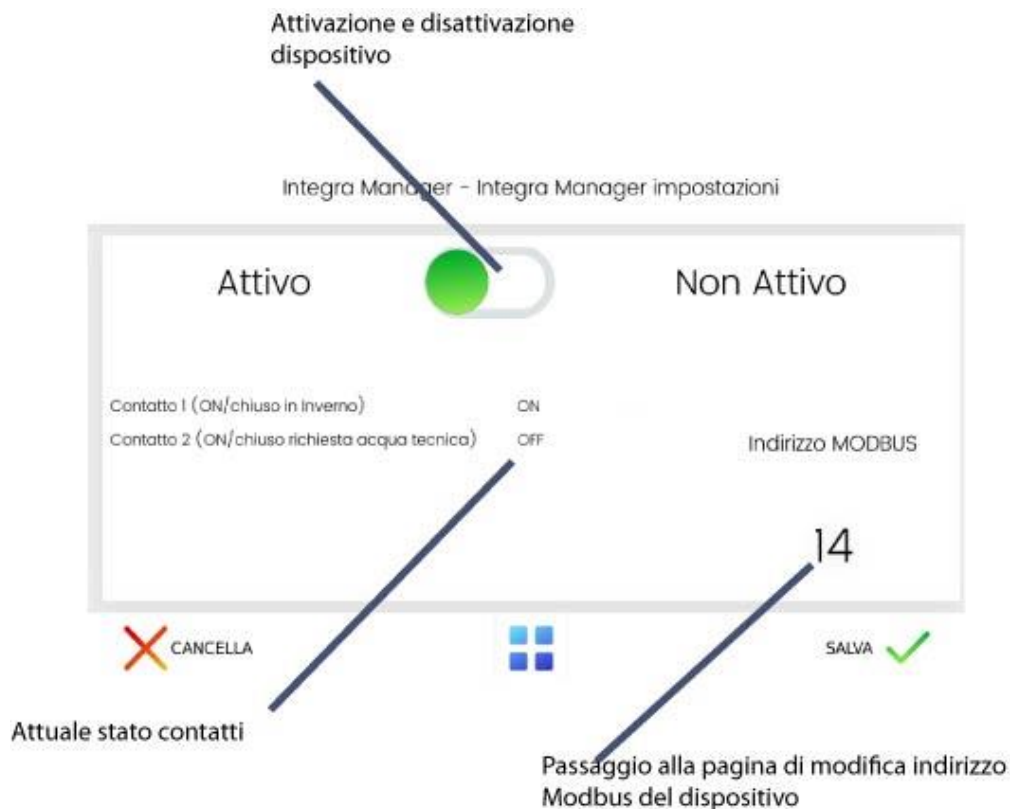 Attivazione e disattivazione
dispositivo
Integra Manager - Integra Manager impostazioni
Attivo
Non Attivo
Contatto 1 (ON/chiuso in Inverno) ON
Contatto 2 (ON/chiuso richiesta acqua tecnica) OFF
Indirizzo MODBUS
14
CANCELLA
SALVA
Attuale stato contatti
Passaggio alla pagina di modifica indirizzo
Modbus del dispositivo